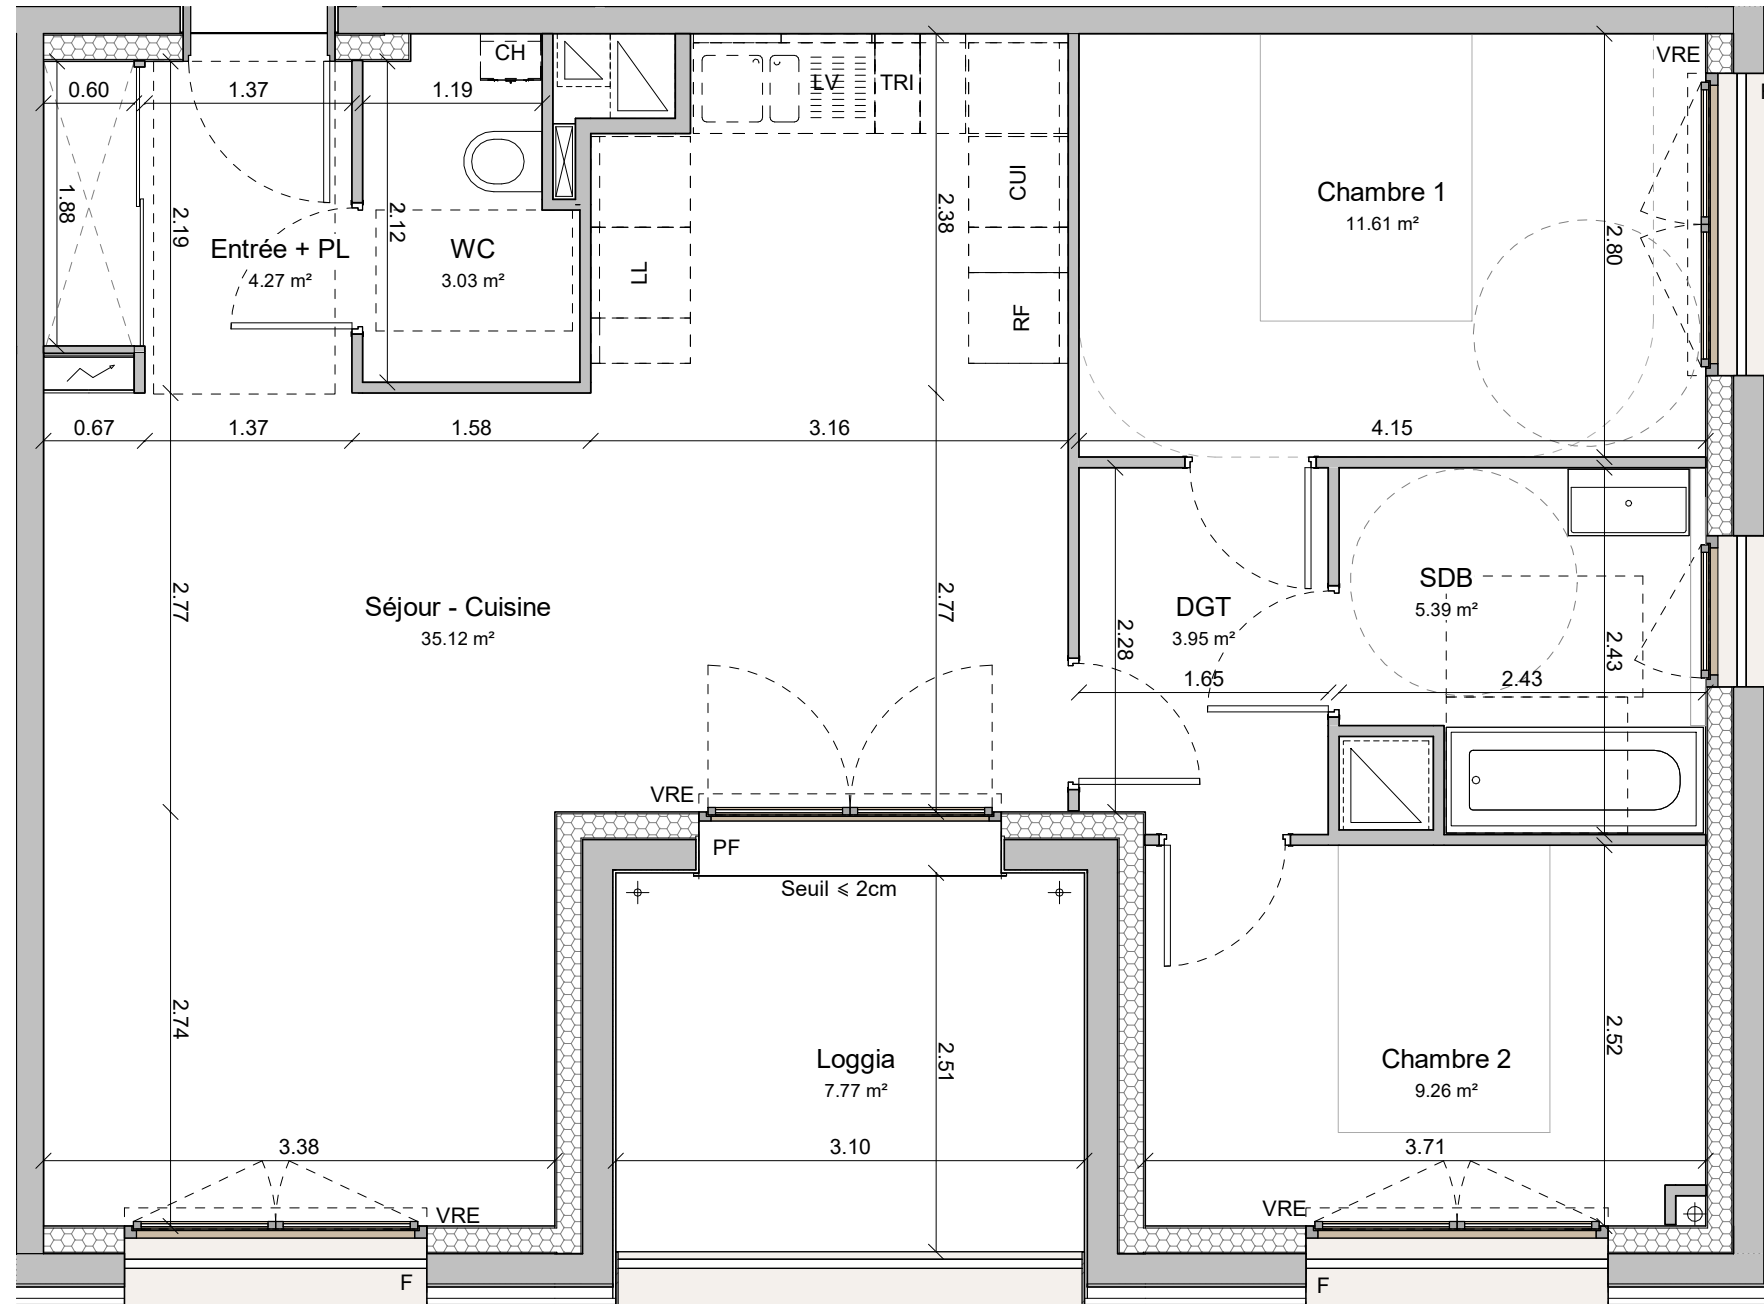 CH
VRE
0.60
1.37
1.19
LV
TRI
1.88
2.19
2.12
2.38
CUI
Chambre 1
11.61 m²
2.80
Entrée + PL
4.27 m²
WC
3.03 m²
LL
RF
0.67
1.37
1.58
3.16
4.15
2.77
Séjour - Cuisine
35.12 m²
2.77
DGT
3.95 m²
2.28
SDB
5.39 m²
2.43
1.65
2.43
VRE
PF
Seuil ⩽ 2cm
2.74
Loggia
7.77 m²
2.51
Chambre 2
9.26 m²
2.52
3.38
3.10
3.71
VRE
VRE
F
F